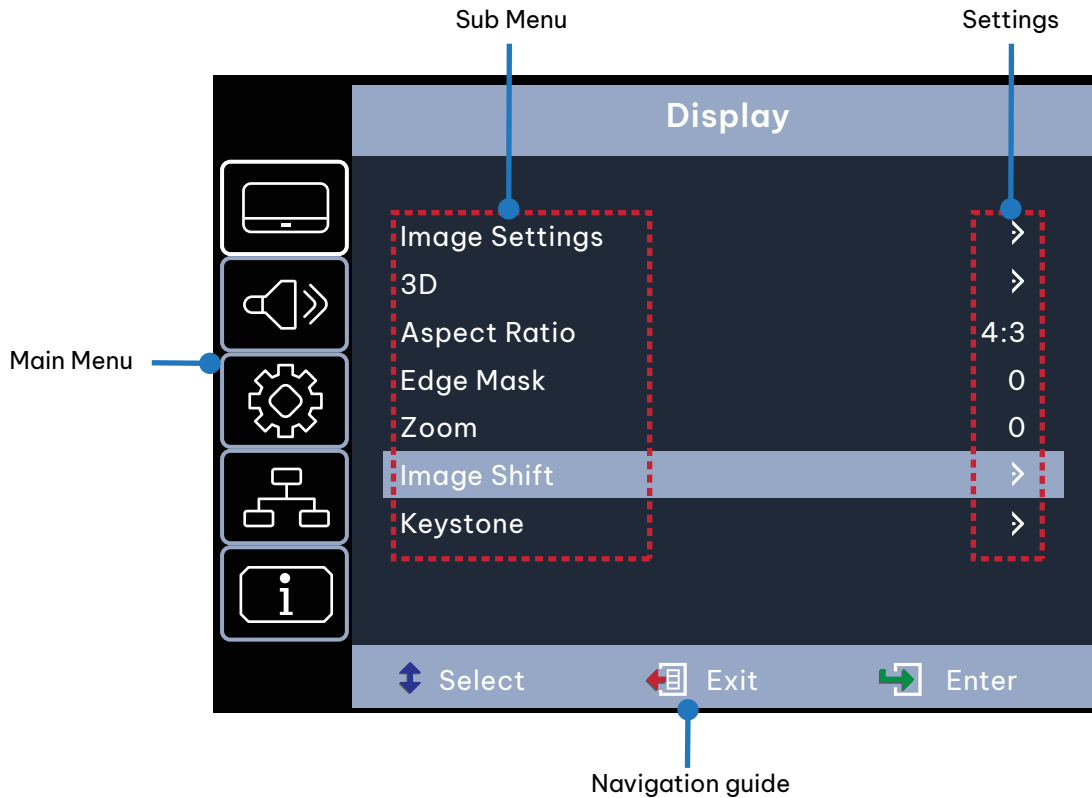 Sub Menu Settings
Display
Image Settings
3D
Aspect Ratio 4:3
Main Menu
Edge Mask 0
Zoom 0
Image Shift
Keystone
i
Select Exit Enter
Navigation guide